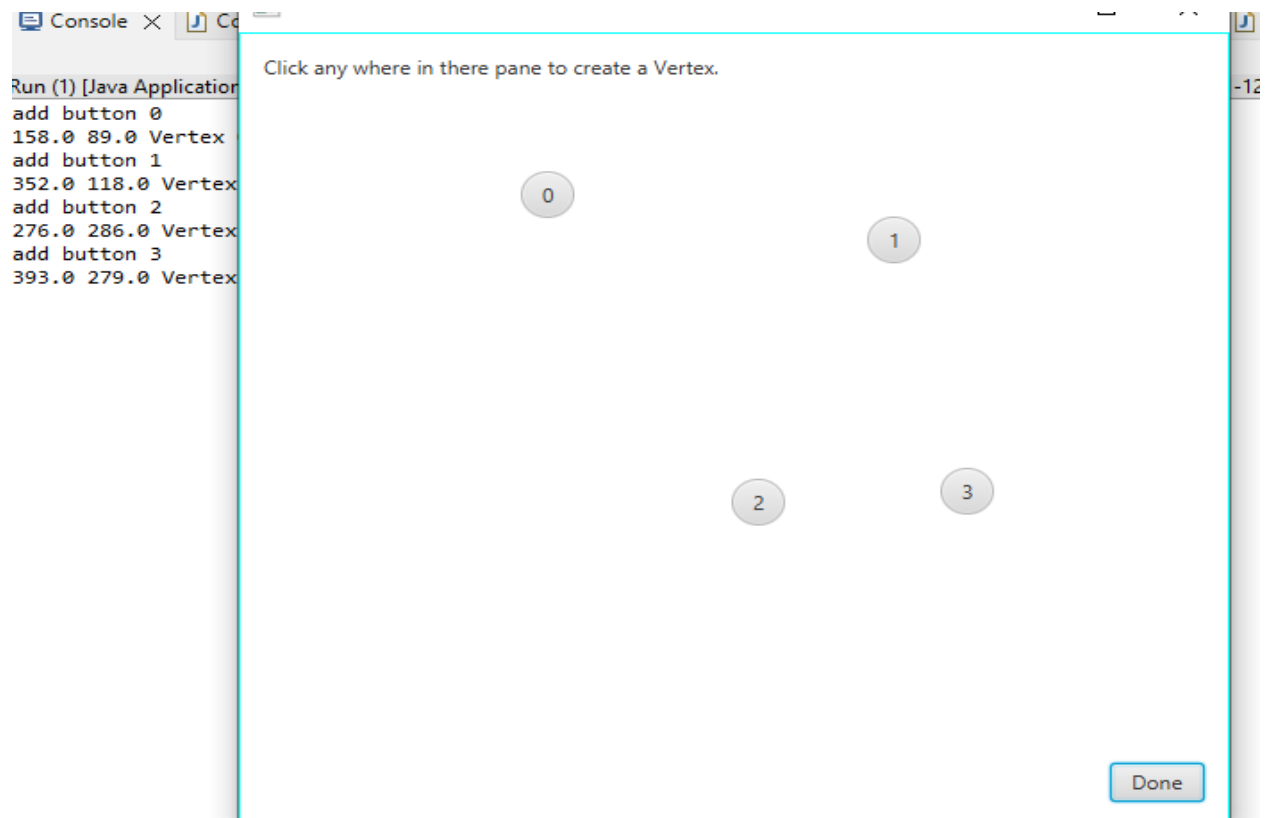 Console
Run (1) [Java Application
-12
add button 0
158.0 89.0 Vertex
add button 1
352.0 118.0 Vertex
add button 2
276.0 286.0 Vertex
add button 3
393.0 279.0 Vertex
Click any where in there pane to create a Vertex.
0
1
2
3
Done